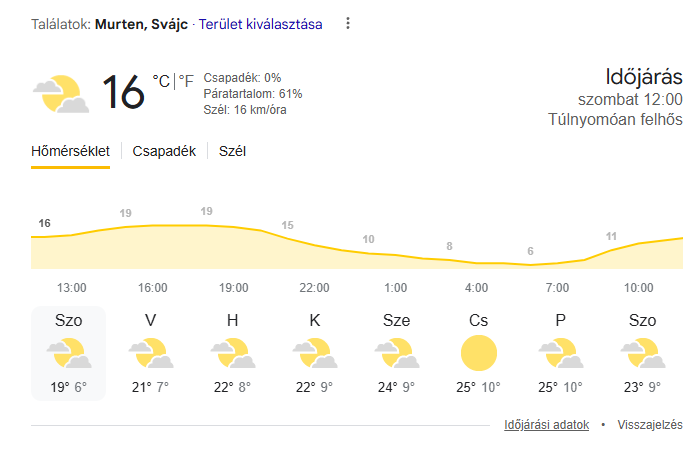 Találatok: Murten, Svájc · Terület kiválasztása
16 °C | °F
Csapadék: 0%
Páratartalom: 61%
Szél: 16 km/óra
Időjárás
szombat 12:00
Túlnyomóan felhős
Hőmérséklet Csapadék Szél
16 19 19 15 10 8 6 11
13:00 16:00 19:00 22:00 1:00 4:00 7:00 10:00
Szo V H K Sze Cs P Szo
19° 6° 21° 7° 22° 8° 22° 9° 24° 9° 25° 10° 25° 10° 23° 9°
Időjárási adatok • Visszajelzés